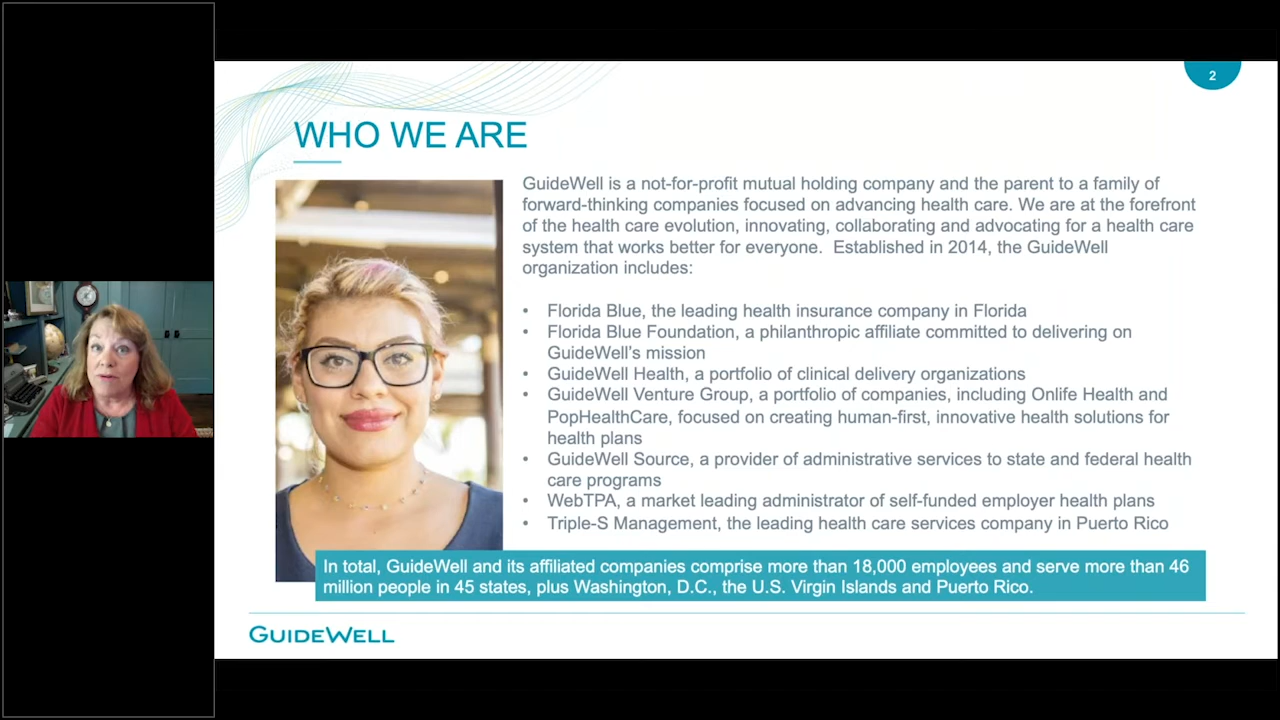 2
WHO WE ARE
GuideWell is a not-for-profit mutual holding company and the parent to a family of
forward-thinking companies focused on advancing health care. We are at the forefront
of the health care evolution, innovating, collaborating and advocating for a health care
system that works better for everyone.  Established in 2014, the GuideWell
organization includes:
• Florida Blue, the leading health insurance company in Florida
• Florida Blue Foundation, a philanthropic affiliate committed to delivering on
GuideWell's mission
• GuideWell Health, a portfolio of clinical delivery organizations
• GuideWell Venture Group, a portfolio of companies, including Onlife Health and
PopHealthCare, focused on creating human-first, innovative health solutions for
health plans
• GuideWell Source, a provider of administrative services to state and federal health
care programs
• WebTPA, a market leading administrator of self-funded employer health plans
• Triple-S Management, the leading health care services company in Puerto Rico
In total, GuideWell and its affiliated companies comprise more than 18,000 employees and serve more than 46
million people in 45 states, plus Washington, D.C., the U.S. Virgin Islands and Puerto Rico.
GUIDEWELL